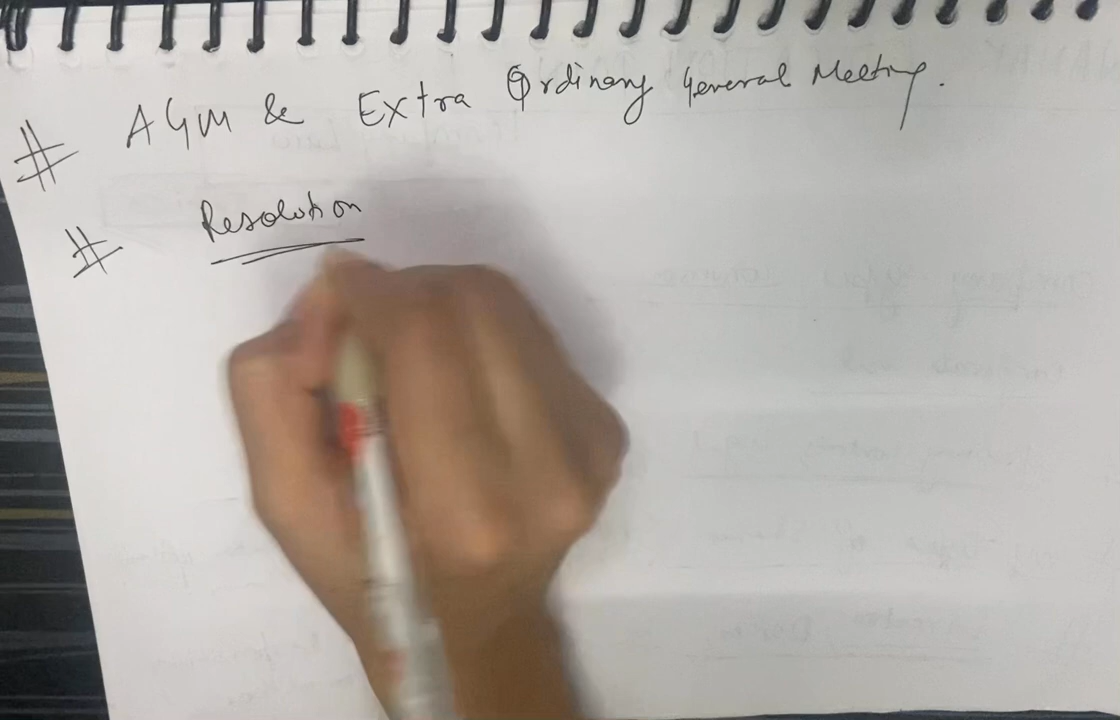 # AGM & Extra Ordinary General Meeting.
# Resolution